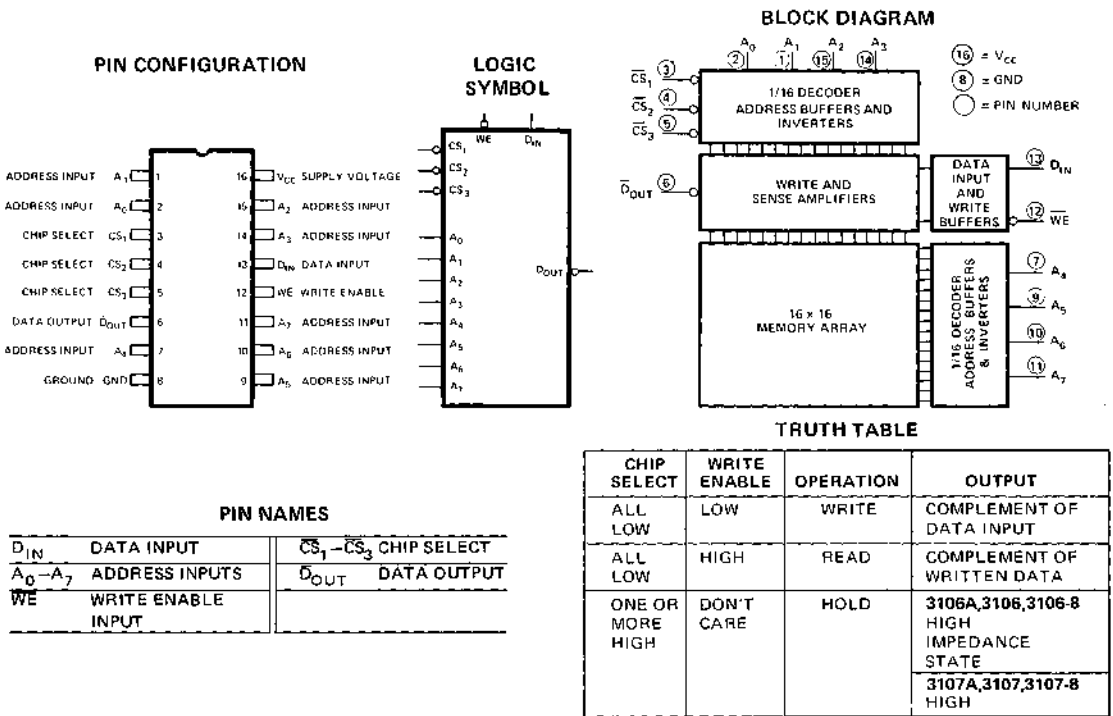 PIN CONFIGURATION
ADDRESS INPUT A₁ 1
ADDRESS INPUT A₀ 2
CHIP SELECT CS₁ 3
CHIP SELECT CS₂ 4
CHIP SELECT CS₃ 5
DATA OUTPUT D̅OUT 6
ADDRESS INPUT A₄ 7
GROUND GND 8
16 VCC SUPPLY VOLTAGE
15 A₂ ADDRESS INPUT
14 A₃ ADDRESS INPUT
13 DIN DATA INPUT
12 WE WRITE ENABLE
11 A₇ ADDRESS INPUT
10 A₆ ADDRESS INPUT
9 A₅ ADDRESS INPUT
LOGIC
SYMBOL
WE DIN
CS₁
CS₂
CS₃
A₀
A₁
A₂
A₃
A₄
A₅
A₆
A₇
DOUT
BLOCK DIAGRAM
A₀ A₁ A₂ A₃
2 1 15 14
C̅S̅₁ 3
C̅S̅₂ 4
C̅S̅₃ 5
1/16 DECODER
ADDRESS BUFFERS AND
INVERTERS
16 = VCC
8 = GND
= PIN NUMBER
D̅OUT 6
WRITE AND
SENSE AMPLIFIERS
DATA
INPUT
AND
WRITE
BUFFERS
13 DIN
12 W̅E̅
16 × 16
MEMORY ARRAY
1/16 DECODER
ADDRESS BUFFERS
& INVERTERS
7 A₄
9 A₅
10 A₆
11 A₇
PIN NAMES
DIN DATA INPUT C̅S̅₁–C̅S̅₃ CHIP SELECT
A₀–A₇ ADDRESS INPUTS D̅OUT DATA OUTPUT
W̅E̅ WRITE ENABLE
INPUT
TRUTH TABLE
CHIP WRITE
SELECT ENABLE OPERATION OUTPUT
ALL LOW WRITE COMPLEMENT OF
LOW DATA INPUT
ALL HIGH READ COMPLEMENT OF
LOW WRITTEN DATA
ONE OR DON'T HOLD 3106A,3106,3106-8
MORE CARE HIGH
HIGH IMPEDANCE
STATE
3107A,3107,3107-8
HIGH